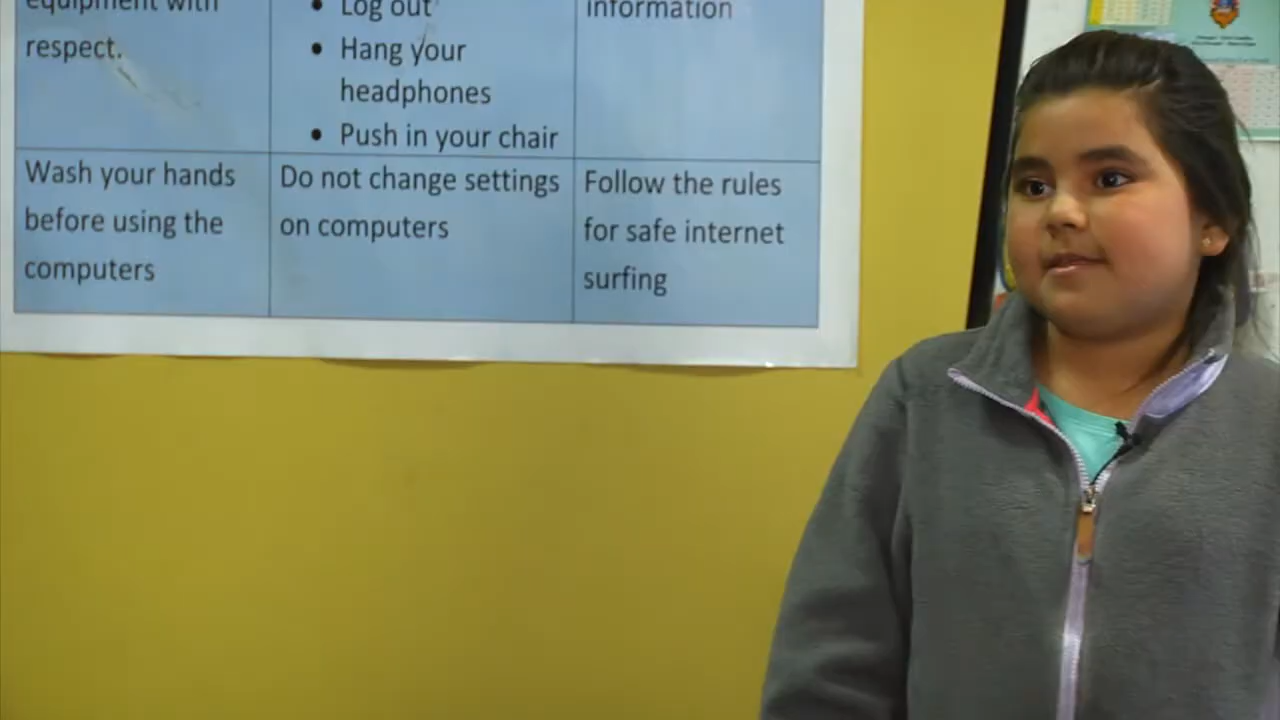 equipment with
respect.
• Log out
• Hang your
headphones
• Push in your chair
information
Wash your hands
before using the
computers
Do not change settings
on computers
Follow the rules
for safe internet
surfing